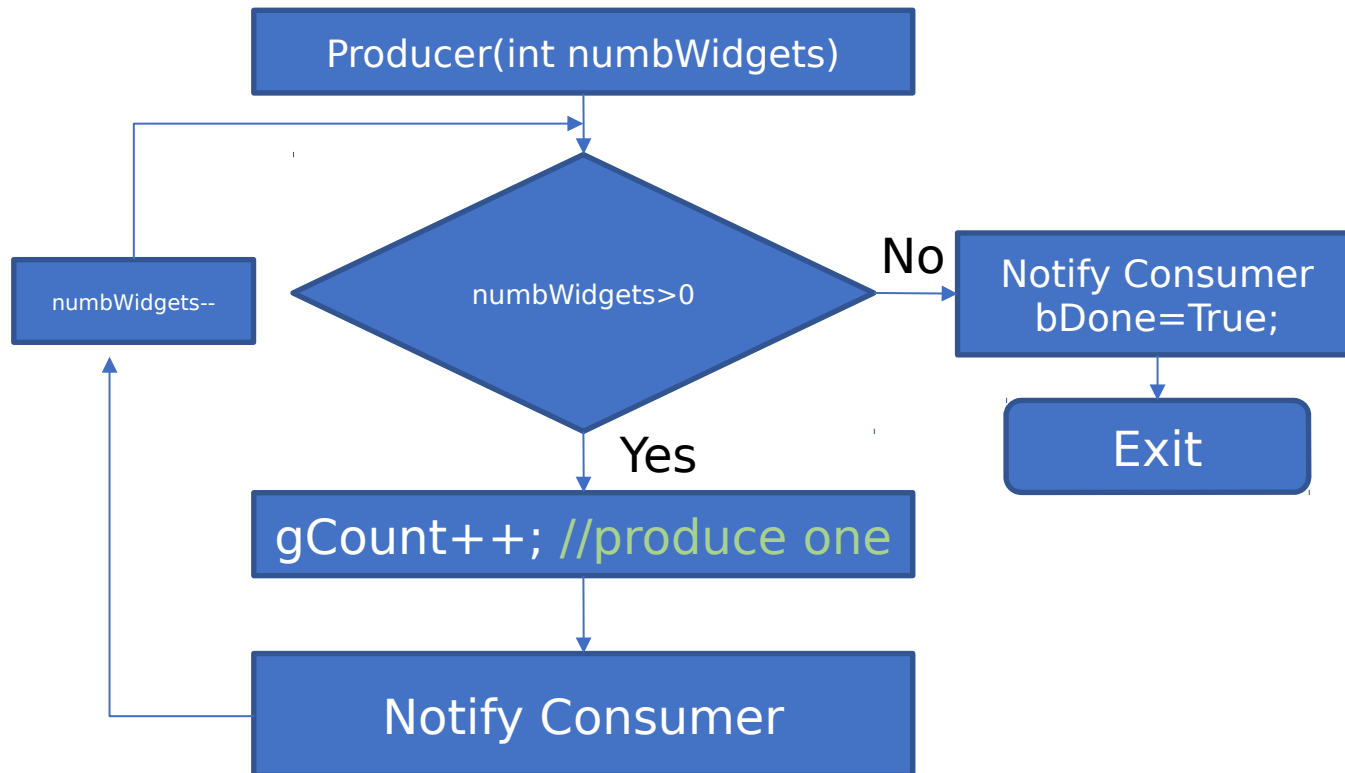 Producer(int numbWidgets)
numbWidgets>0
No
Notify Consumer
bDone=True;
numbWidgets--
Exit
Yes
gCount++; //produce one
Notify Consumer